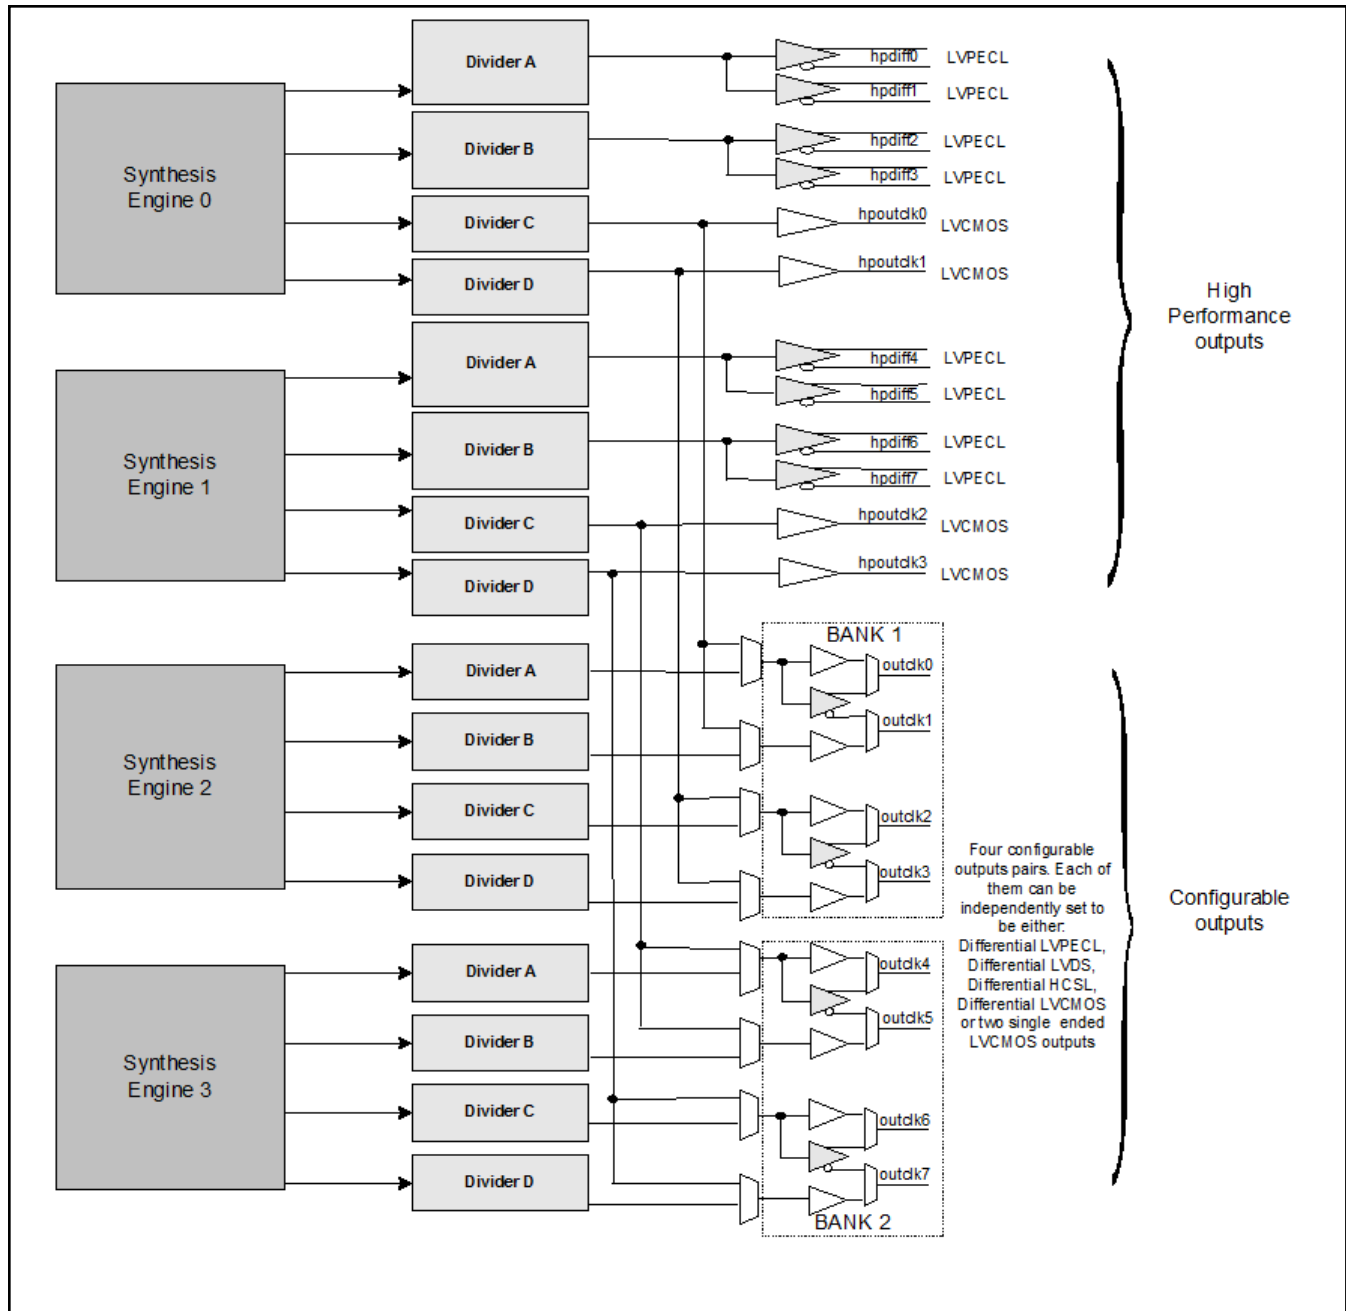 Synthesis
Engine 0
Divider A
Divider B
Divider C
Divider D
hpdiff0 LVPECL
hpdiff1 LVPECL
hpdiff2 LVPECL
hpdiff3 LVPECL
hpoutclk0 LVCMOS
hpoutclk1 LVCMOS
High
Performance
outputs
Synthesis
Engine 1
Divider A
Divider B
Divider C
Divider D
hpdiff4 LVPECL
hpdiff5 LVPECL
hpdiff6 LVPECL
hpdiff7 LVPECL
hpoutclk2 LVCMOS
hpoutclk3 LVCMOS
Synthesis
Engine 2
Divider A
Divider B
Divider C
Divider D
BANK 1
outclk0
outclk1
outclk2
outclk3
Four configurable
outputs pairs. Each of
them can be
independently set to
be either:
Differential LVPECL,
Differential LVDS,
Differential HCSL,
Differential LVCMOS
or two single ended
LVCMOS outputs
Configurable
outputs
Synthesis
Engine 3
Divider A
Divider B
Divider C
Divider D
outclk4
outclk5
outclk6
outclk7
BANK 2